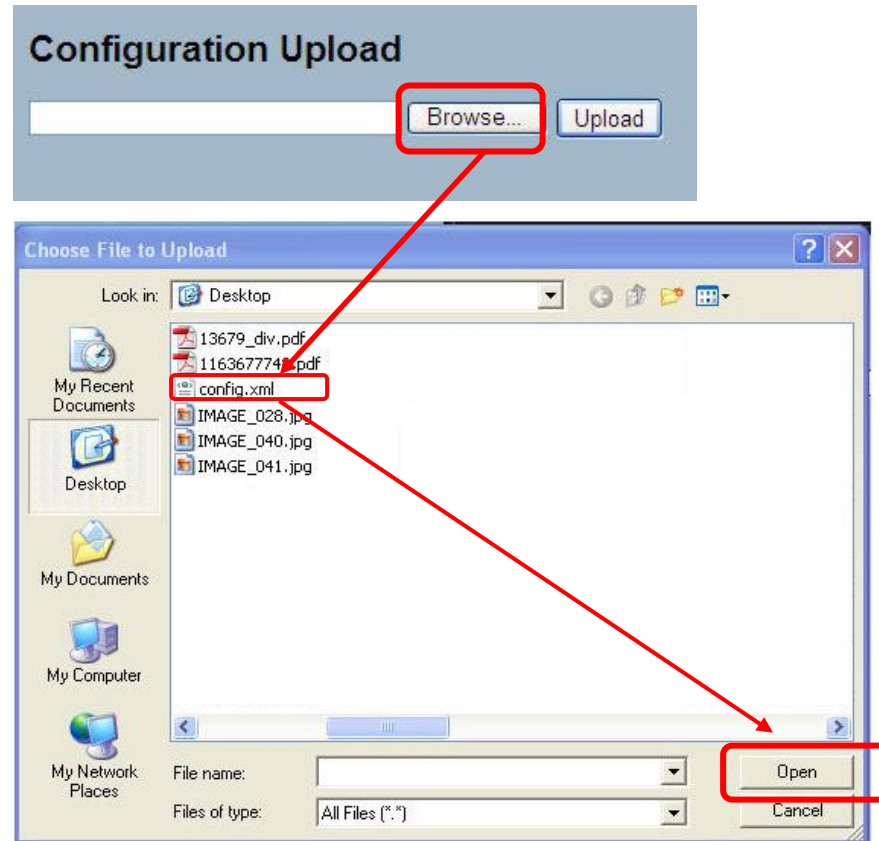 Configuration Upload
Browse... Upload
Choose File to Upload
Look in: Desktop
13679_div.pdf
config.xml
IMAGE_028.jpg
IMAGE_040.jpg
IMAGE_041.jpg
My Recent
Documents
Desktop
My Documents
My Computer
My Network
Places
File name:
Open
Files of type: All Files (*.*)
Cancel